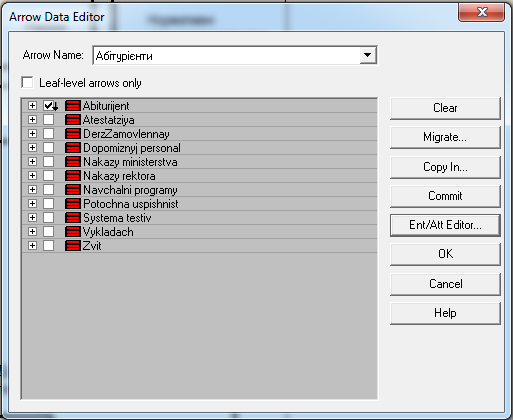 Нормативні
Arrow Data Editor
Arrow Name: Абітурієнти
Leaf-level arrows only
Abiturijent
Atestatziya
DerzZamovlennay
Dopomiznyj personal
Nakazy ministerstva
Nakazy rektora
Navchalni programy
Potochna uspishnist
Systema testiv
Vykladach
Zvit
Clear
Migrate...
Copy In...
Commit
Ent/Att Editor...
OK
Cancel
Help